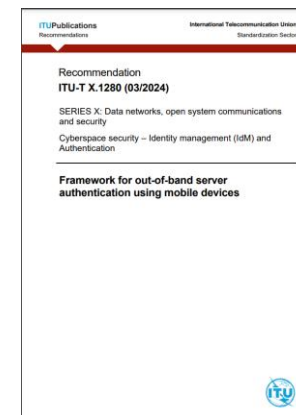 ITUPublications
International Telecommunication Union
Recommendations
Standardization Sector
Recommendation
ITU-T X.1280 (03/2024)
SERIES X: Data networks, open system communications
and security
Cyberspace security – Identity management (IdM) and
Authentication
Framework for out-of-band server
authentication using mobile devices
ITU